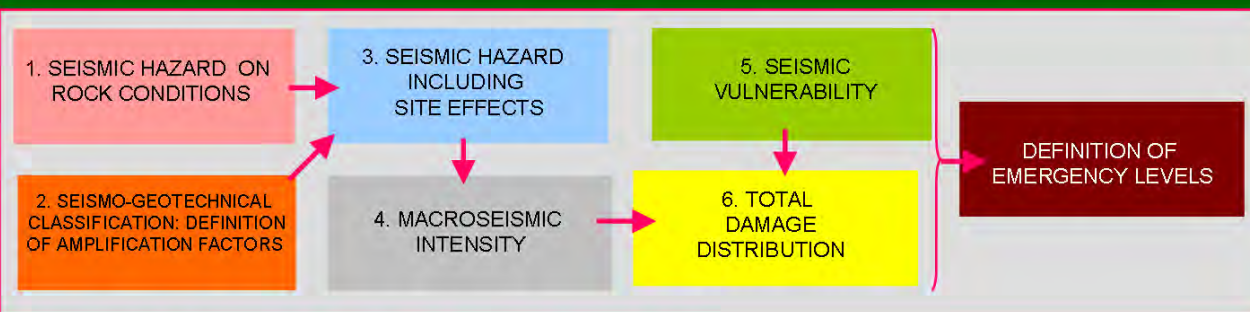 1. SEISMIC HAZARD ON
ROCK CONDITIONS
2. SEISMO-GEOTECHNICAL
CLASSIFICATION: DEFINITION
OF AMPLIFICATION FACTORS
3. SEISMIC HAZARD
INCLUDING
SITE EFFECTS
4. MACROSEISMIC
INTENSITY
5. SEISMIC
VULNERABILITY
6. TOTAL
DAMAGE
DISTRIBUTION
DEFINITION OF
EMERGENCY LEVELS